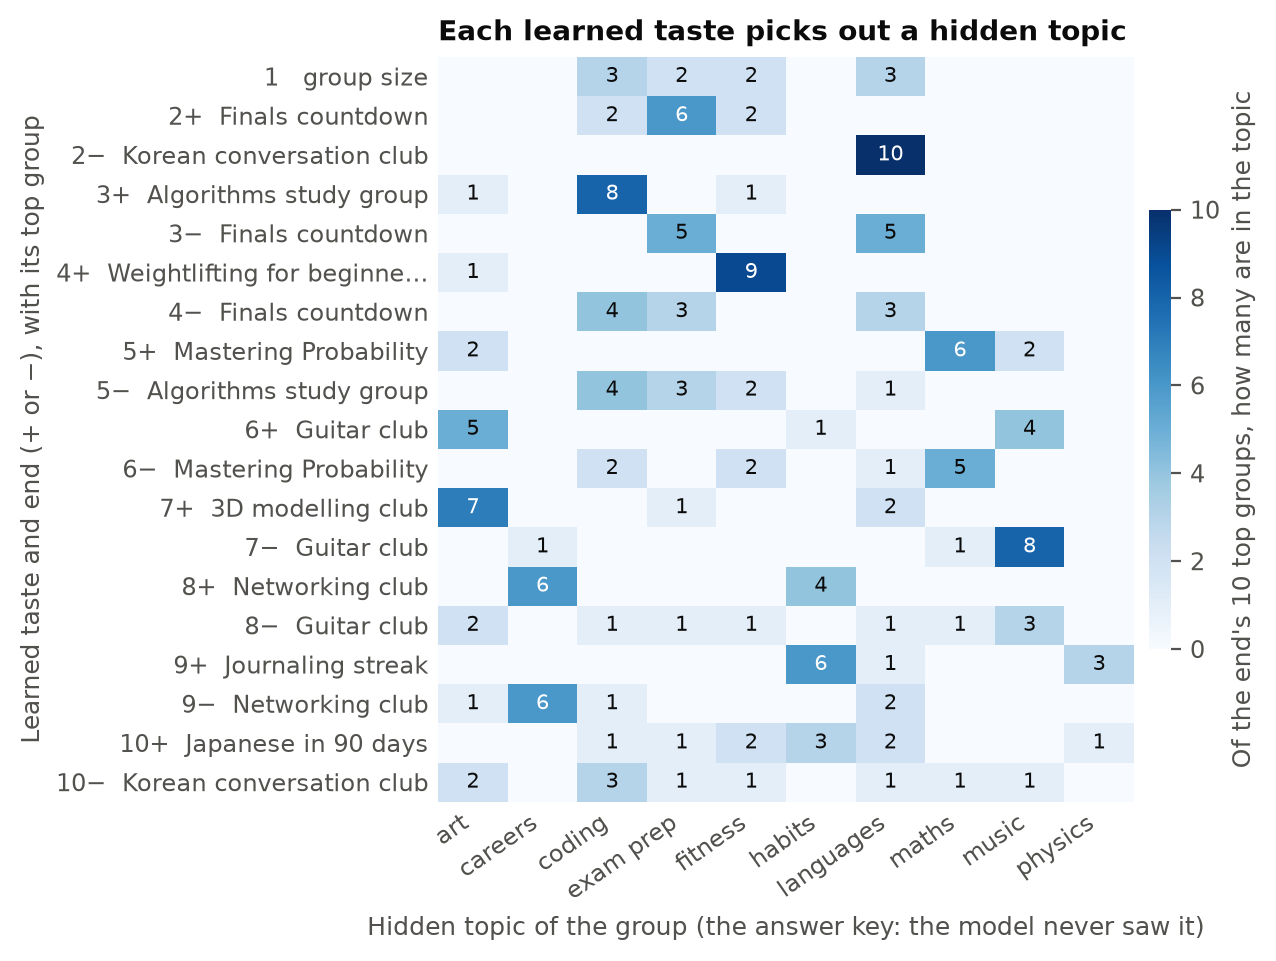 Each learned taste picks out a hidden topic
Learned taste and end (+ or −), with its top group
1 group size 3 2 2 3
2+ Finals countdown 2 6 2
2− Korean conversation club 10
3+ Algorithms study group 1 8 1
3− Finals countdown 5 5
4+ Weightlifting for beginne… 1 9
4− Finals countdown 4 3 3
5+ Mastering Probability 2 6 2
5− Algorithms study group 4 3 2 1
6+ Guitar club 5 1 4
6− Mastering Probability 2 2 1 5
7+ 3D modelling club 7 1 2
7− Guitar club 1 1 8
8+ Networking club 6 4
8− Guitar club 2 1 1 1 1 1 3
9+ Journaling streak 6 1 3
9− Networking club 1 6 1 2
10+ Japanese in 90 days 1 1 2 3 2 1
10− Korean conversation club 2 3 1 1 1 1 1
art
careers
coding
exam prep
fitness
habits
languages
maths
music
physics
Hidden topic of the group (the answer key: the model never saw it)
10
8
6
4
2
0
Of the end's 10 top groups, how many are in the topic